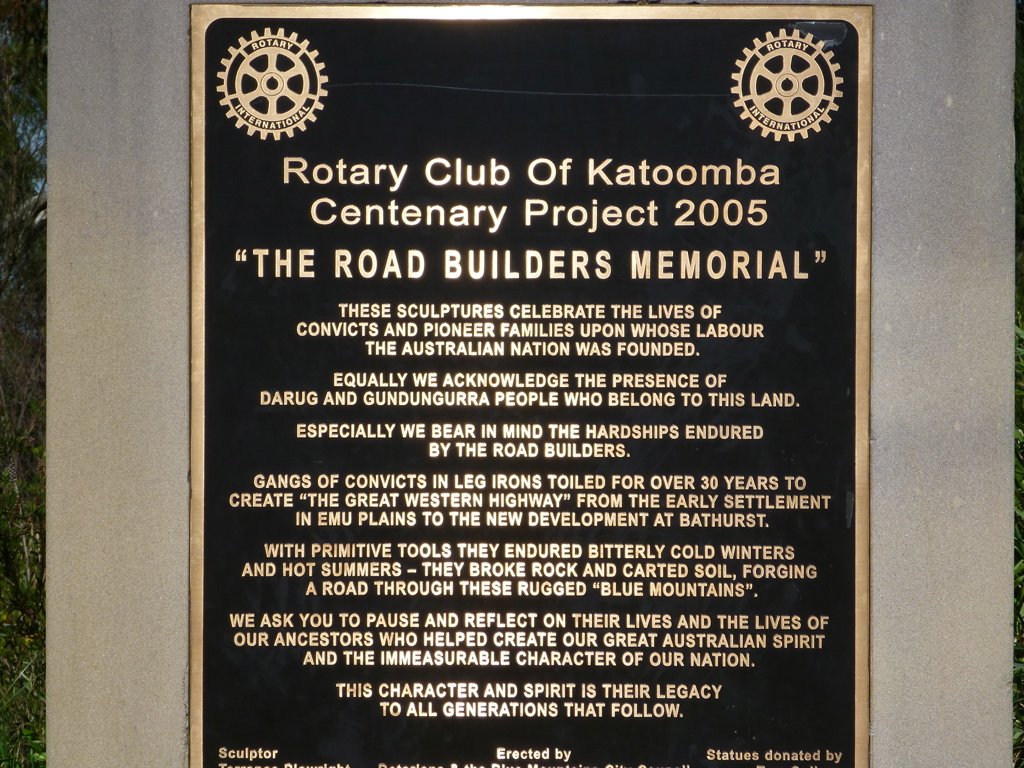 ROTARY INTERNATIONAL
ROTARY INTERNATIONAL
Rotary Club Of Katoomba
Centenary Project 2005
“THE ROAD BUILDERS MEMORIAL”
THESE SCULPTURES CELEBRATE THE LIVES OF
CONVICTS AND PIONEER FAMILIES UPON WHOSE LABOUR
THE AUSTRALIAN NATION WAS FOUNDED.
EQUALLY WE ACKNOWLEDGE THE PRESENCE OF
DARUG AND GUNDUNGURRA PEOPLE WHO BELONG TO THIS LAND.
ESPECIALLY WE BEAR IN MIND THE HARDSHIPS ENDURED
BY THE ROAD BUILDERS.
GANGS OF CONVICTS IN LEG IRONS TOILED FOR OVER 30 YEARS TO
CREATE “THE GREAT WESTERN HIGHWAY” FROM THE EARLY SETTLEMENT
IN EMU PLAINS TO THE NEW DEVELOPMENT AT BATHURST.
WITH PRIMITIVE TOOLS THEY ENDURED BITTERLY COLD WINTERS
AND HOT SUMMERS – THEY BROKE ROCK AND CARTED SOIL, FORGING
A ROAD THROUGH THESE RUGGED “BLUE MOUNTAINS”.
WE ASK YOU TO PAUSE AND REFLECT ON THEIR LIVES AND THE LIVES OF
OUR ANCESTORS WHO HELPED CREATE OUR GREAT AUSTRALIAN SPIRIT
AND THE IMMEASURABLE CHARACTER OF OUR NATION.
THIS CHARACTER AND SPIRIT IS THEIR LEGACY
TO ALL GENERATIONS THAT FOLLOW.
Sculptor Erected by Statues donated by
Terrance Plowright Rotarians & the Blue Mountains City Council